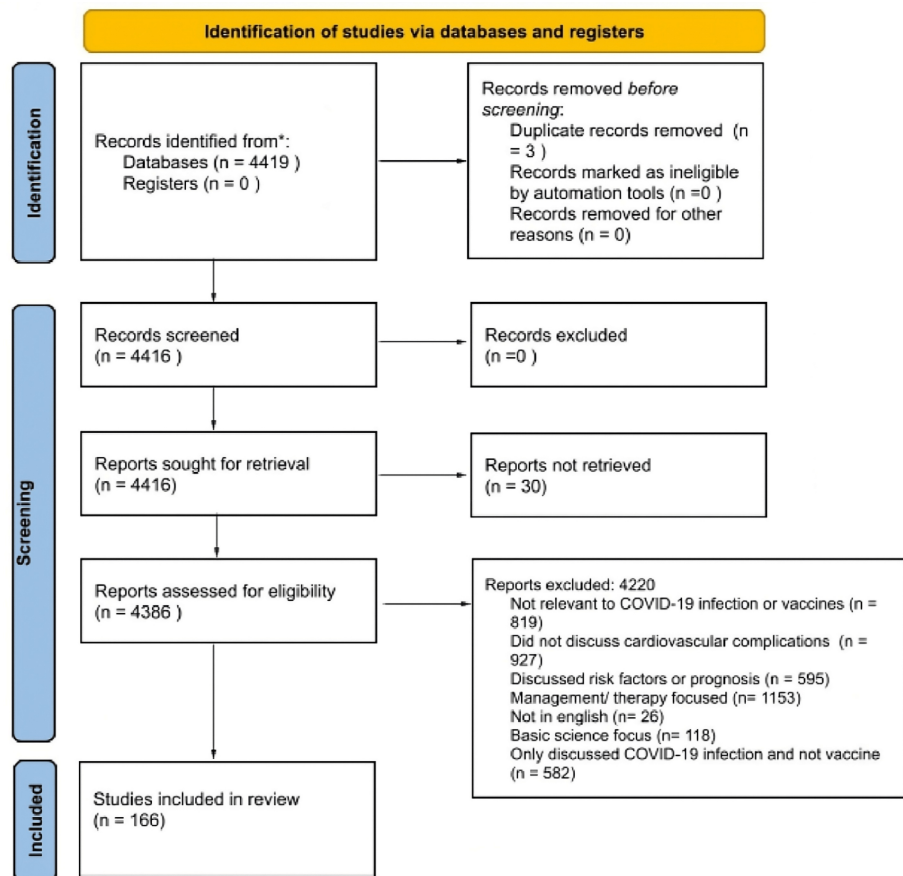 Identification of studies via databases and registers
Identification
Records identified from*:
Databases (n = 4419 )
Registers (n = 0 )
Records removed before
screening:
Duplicate records removed (n
= 3 )
Records marked as ineligible
by automation tools (n =0 )
Records removed for other
reasons (n = 0)
Screening
Records screened
(n = 4416 )
Records excluded
(n =0 )
Reports sought for retrieval
(n = 4416)
Reports not retrieved
(n = 30)
Reports assessed for eligibility
(n = 4386 )
Reports excluded: 4220
Not relevant to COVID-19 infection or vaccines (n =
819)
Did not discuss cardiovascular complications (n =
927)
Discussed risk factors or prognosis (n = 595)
Management/ therapy focused (n= 1153)
Not in english (n= 26)
Basic science focus (n= 118)
Only discussed COVID-19 infection and not vaccine
(n = 582)
Included
Studies included in review
(n = 166)